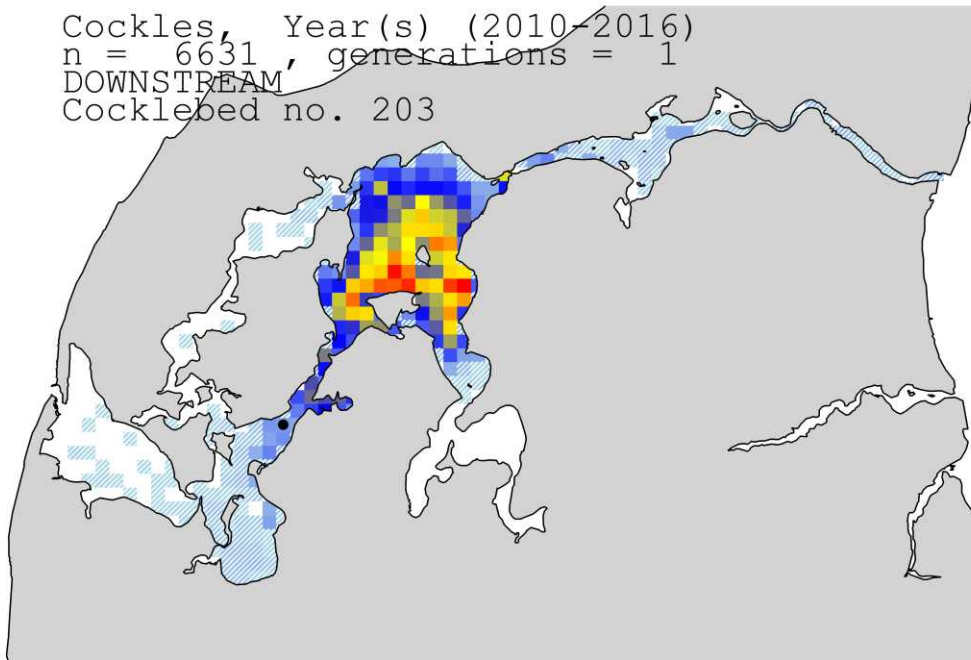 Cockles, Year(s) (2010-2016)
n = 6631 , generations = 1
DOWNSTREAM
Cocklebed no. 203